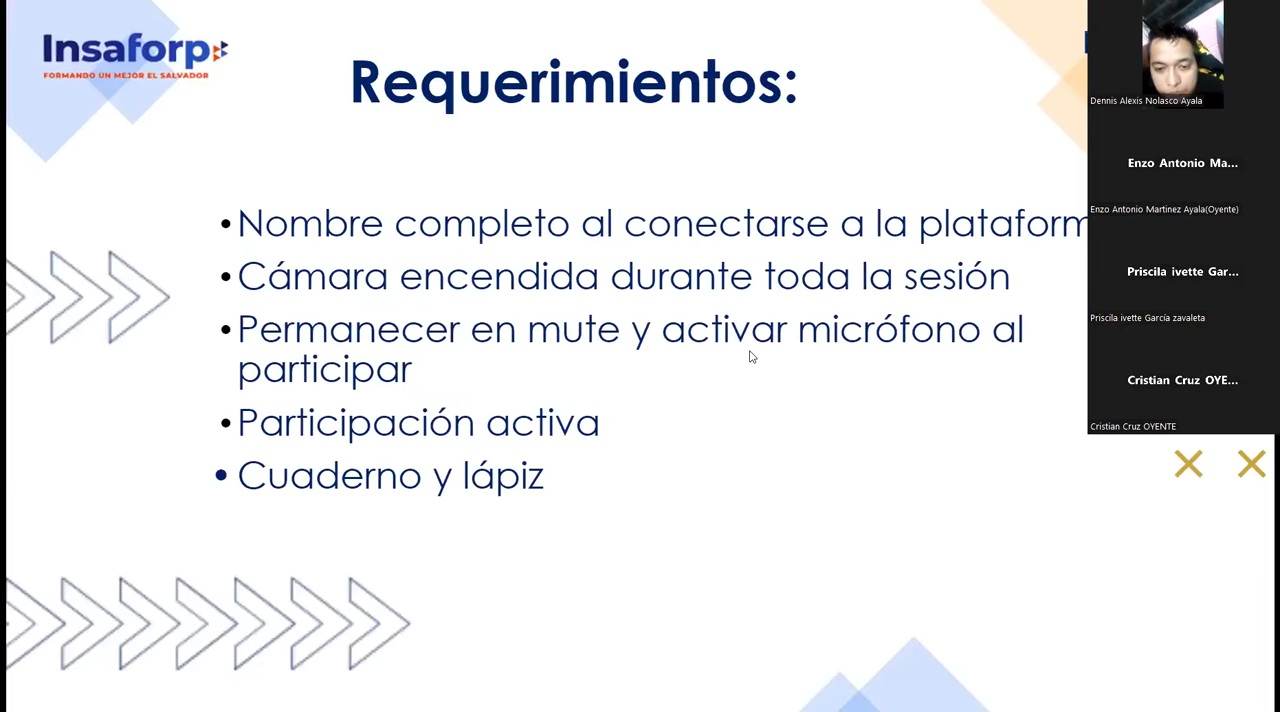 Insaforp
FORMANDO UN MEJOR EL SALVADOR
Requerimientos:
•Nombre completo al conectarse a la plataform
•Cámara encendida durante toda la sesión
•Permanecer en mute y activar micrófono al
participar
•Participación activa
•Cuaderno y lápiz
Dennis Alexis Nolasco Ayala
Enzo Antonio Ma...
Enzo Antonio Martinez Ayala(Oyente)
Priscila ivette Gar...
Priscila ivette García zavaleta
Cristian Cruz OYE...
Cristian Cruz OYENTE